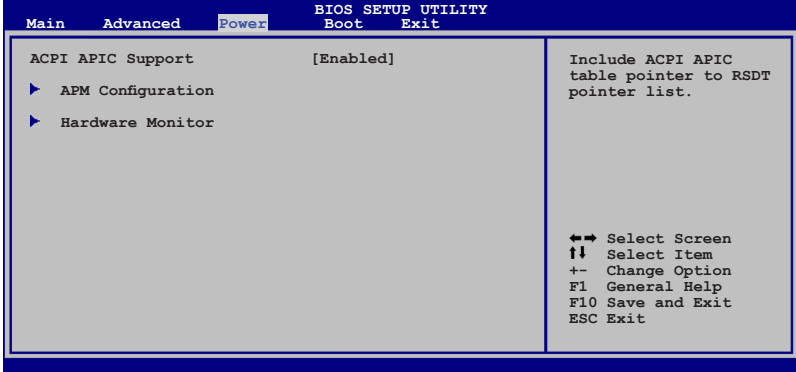 BIOS SETUP UTILITY
Main Advanced Power Boot Exit
ACPI APIC Support [Enabled]
APM Configuration
Hardware Monitor
Include ACPI APIC
table pointer to RSDT
pointer list.
Select Screen
Select Item
+- Change Option
F1 General Help
F10 Save and Exit
ESC Exit